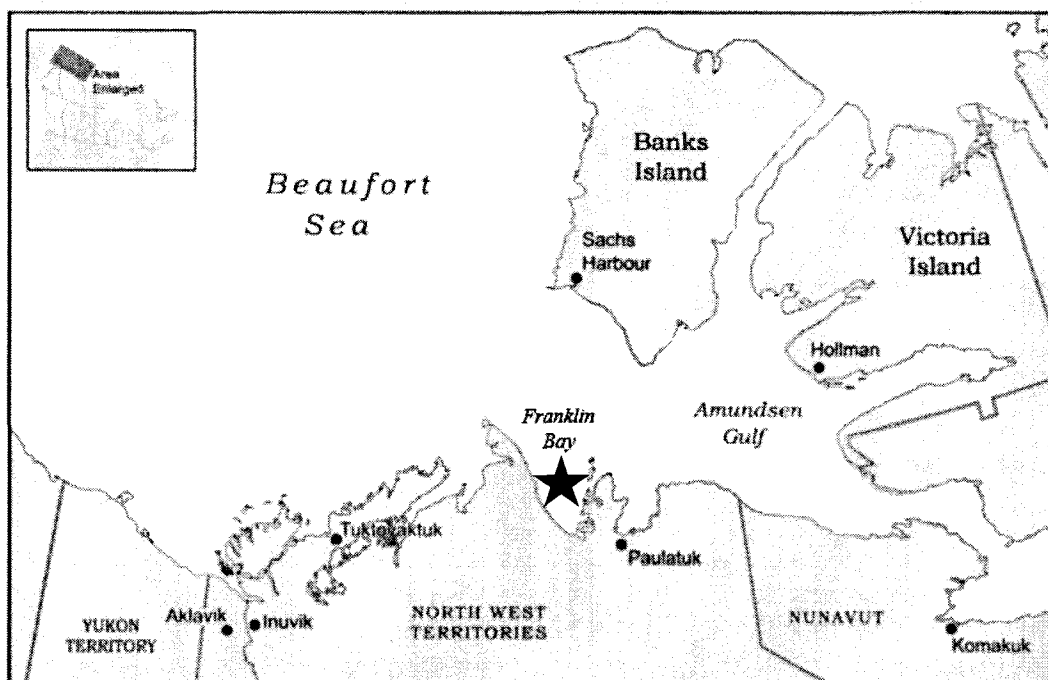 Area
Enlarged
Beaufort
Sea
Banks
Island
Sachs
Harbour
Victoria
Island
Hollman
Franklin
Bay
Amundsen
Gulf
Tuktoyaktuk
Paulatuk
Aklavik
Inuvik
YUKON
TERRITORY
NORTH WEST
TERRITORIES
NUNAVUT
Komakuk